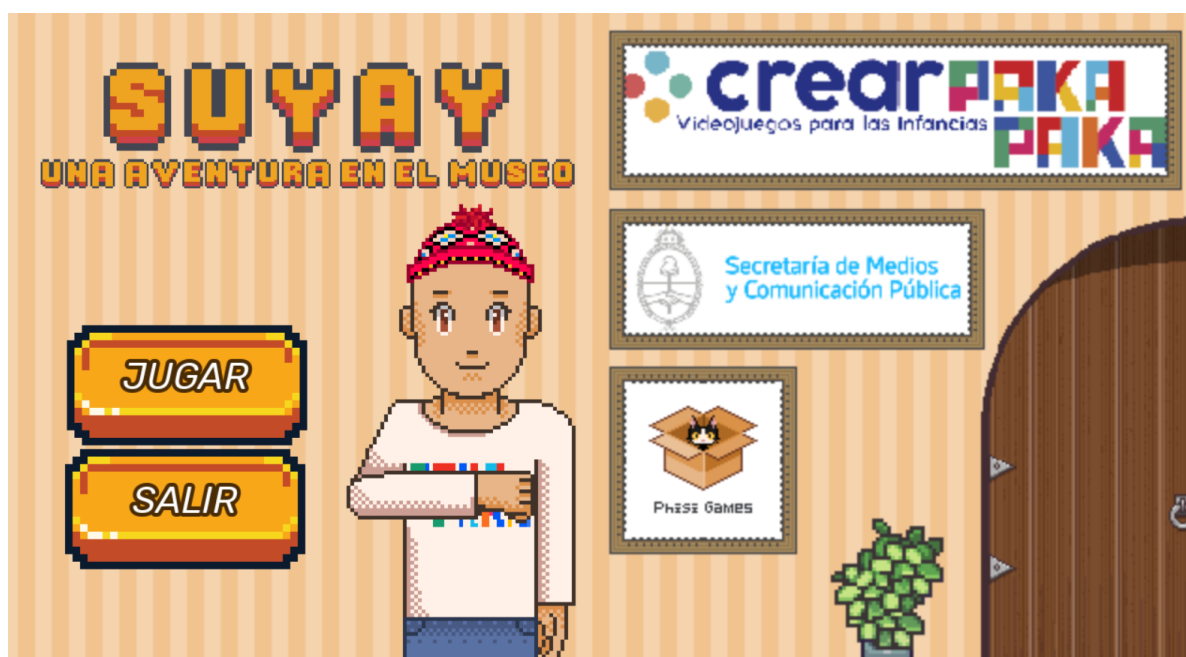 SUYAY
UNA AVENTURA EN EL MUSEO
JUGAR
SALIR
crear PAKA
PAKA
Videojuegos para las Infancias
Secretaría de Medios
y Comunicación Pública
Phisi Games